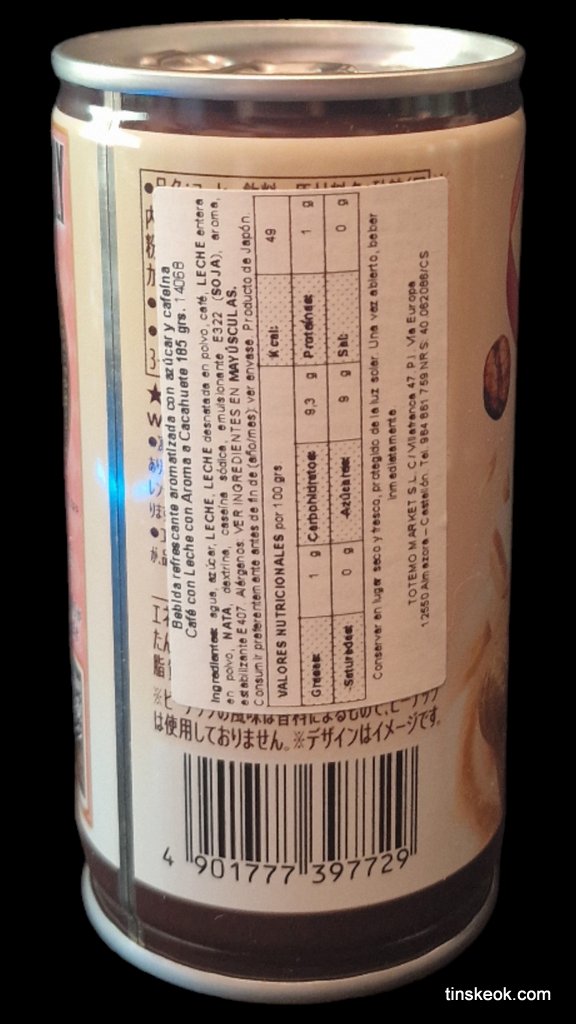 Bebida refrescante aromatizada con azúcar y cafeína
Café con Leche con Aroma a Cacahuete 185 grs. 14068
Ingredientes: agua, azúcar, LECHE, LECHE desnatada en polvo, café, LECHE entera
en polvo, NATA, dextrina, caseína sódica, emulsionante E322 (SOJA), aroma,
estabilizante E407. Alérgenos: VER INGREDIENTES EN MAYÚSCULAS.
Consumir preferentemente antes de fin de (año/mes): ver envase. Producto de Japón.
VALORES NUTRICIONALES por 100 grs.
Kcal: 49
Grasas: 1 g Carbohidratos: 9,3 g Proteínas: 1 g
-Saturadas: 0 g -Azúcares: 9 g Sal: 0 g
Conservar en lugar seco y fresco, protegido de la luz solar. Una vez abierto, beber
inmediatamente.
TOTEMO MARKET S.L. C/Vilafranca 47, P.I. Vía Europa
12550 Almazora – Castellón. Tel. 964 861 759 NRS: 40.062088/CS
は使用しておりません。※デザインはイメージです。
4 901777 397729
tinskeok.com